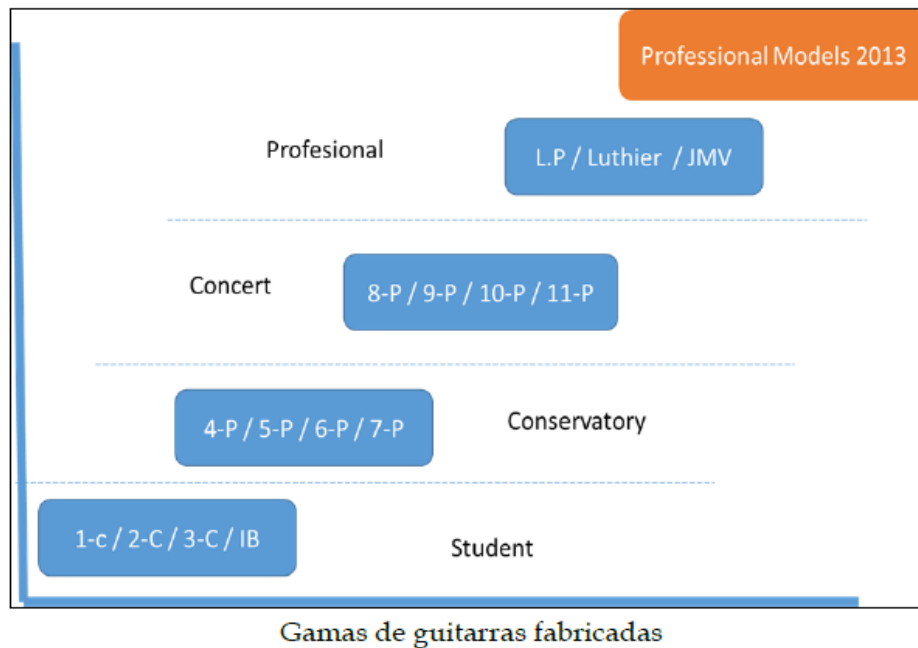 Professional Models 2013
Profesional
L.P / Luthier / JMV
Concert
8-P / 9-P / 10-P / 11-P
4-P / 5-P / 6-P / 7-P
Conservatory
1-c / 2-C / 3-C / IB
Student
Gamas de guitarras fabricadas